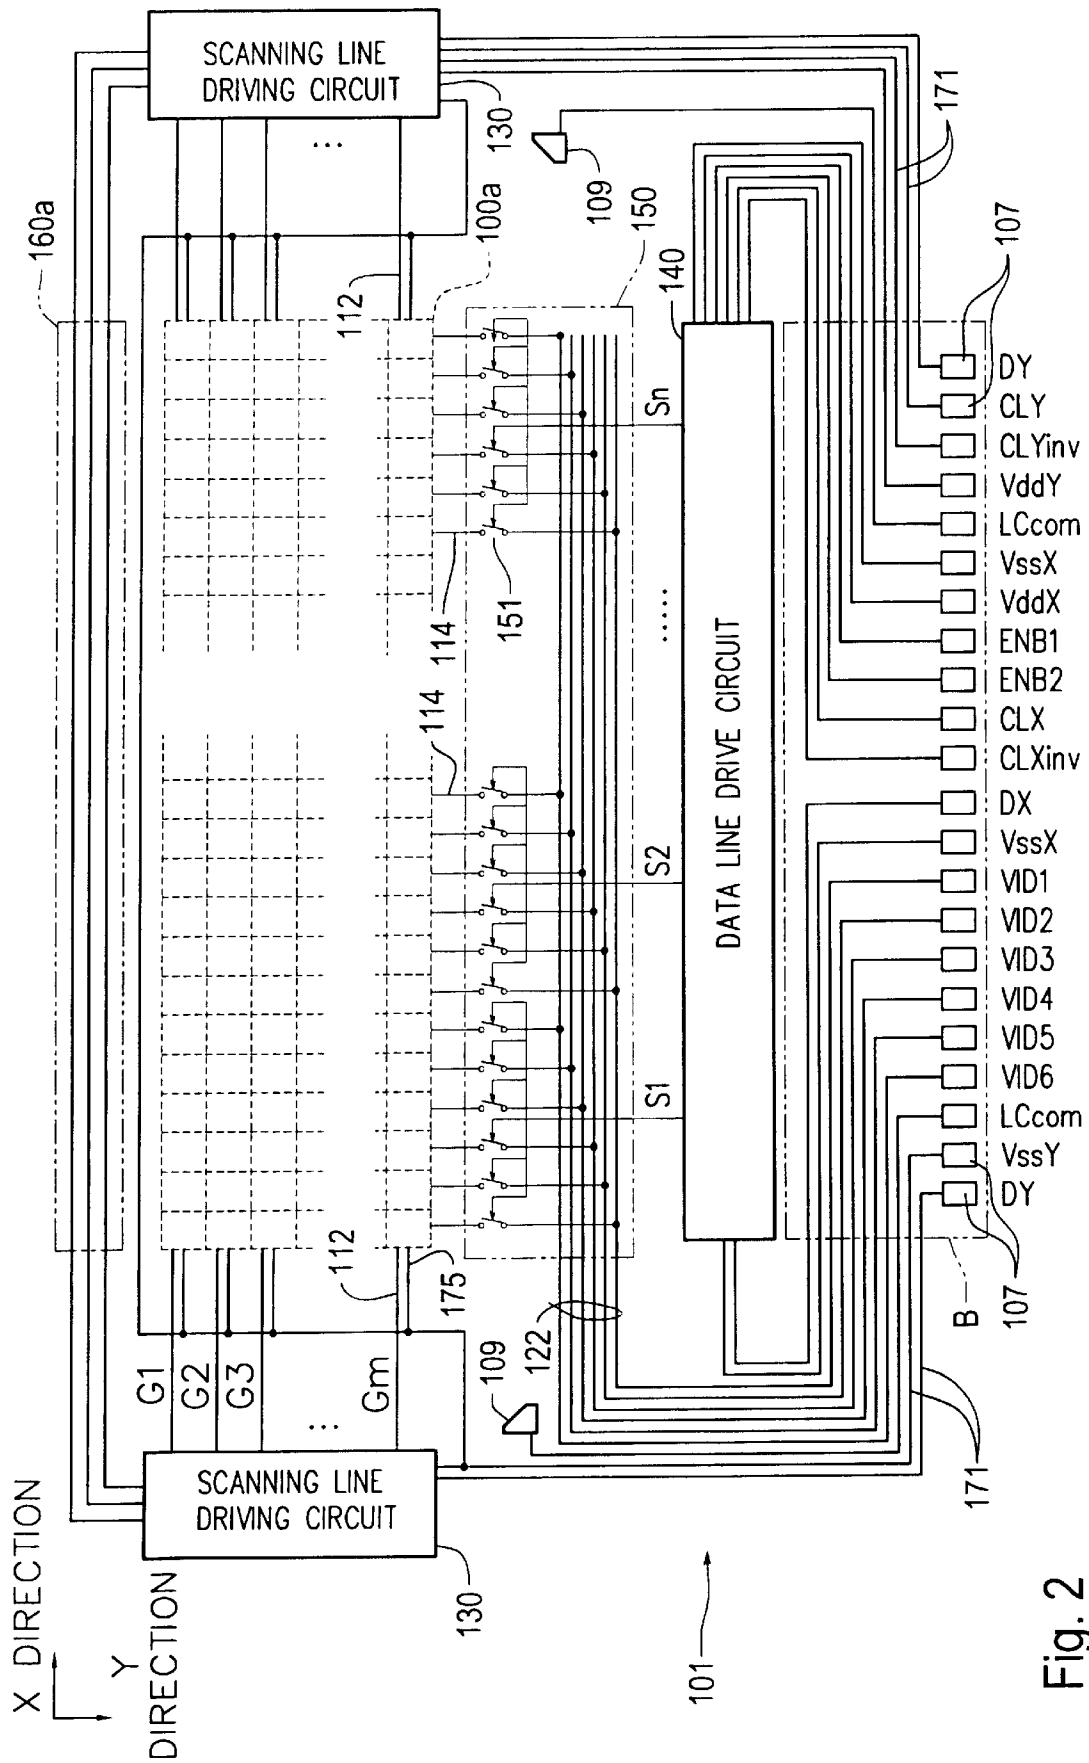 X DIRECTION
Y
DIRECTION
160a
SCANNING LINE
DRIVING CIRCUIT
130
SCANNING LINE
DRIVING CIRCUIT
130
G1
G2
G3
...
Gm
...
112
175
112
100a
114
114
151
150
109
109
122
S1
S2
.....
Sn
140
DATA LINE DRIVE CIRCUIT
101
171
171
B
107
107
DY
VssY
LCcom
VID6
VID5
VID4
VID3
VID2
VID1
VssX
DX
CLXinv
CLX
ENB2
ENB1
VddX
VssX
LCcom
VddY
CLYinv
CLY
DY
Fig. 2